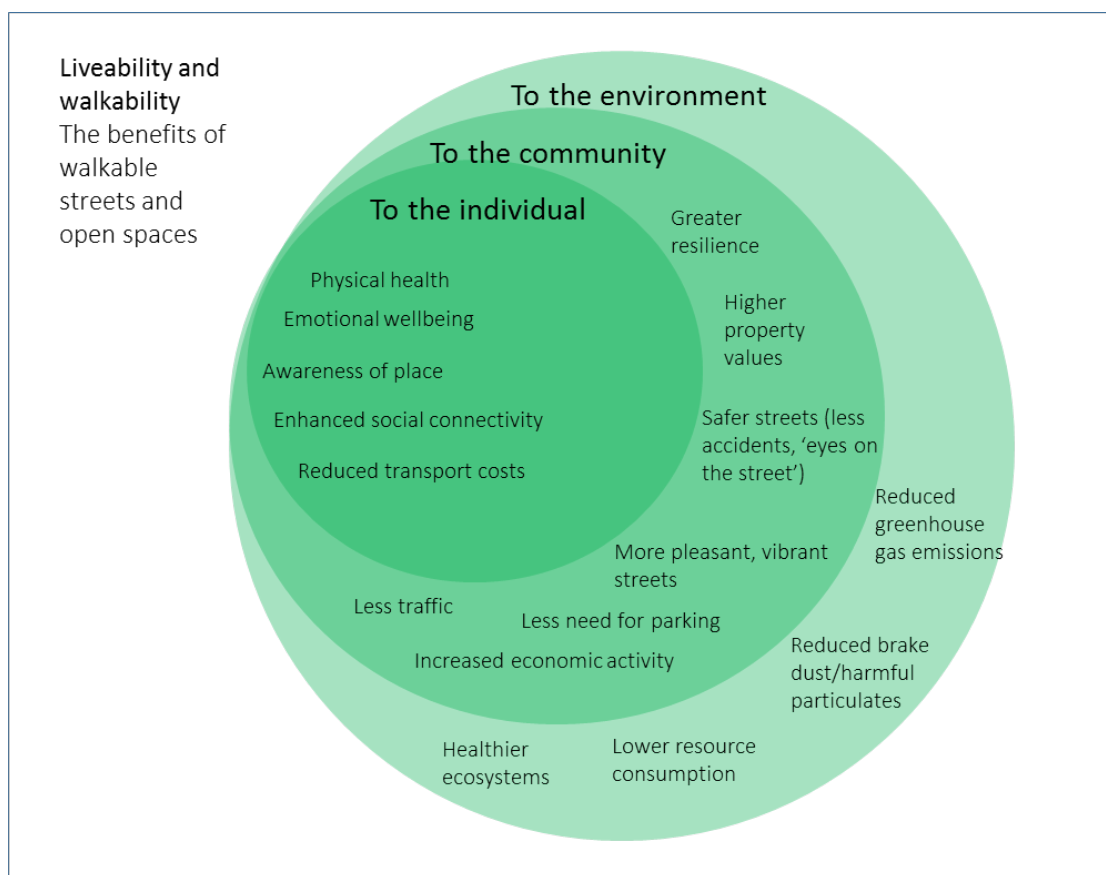 Liveability and
walkability
The benefits of
walkable
streets and
open spaces
To the environment
To the community
To the individual
Physical health
Emotional wellbeing
Awareness of place
Enhanced social connectivity
Reduced transport costs
Greater
resilience
Higher
property
values
Safer streets (less
accidents, ‘eyes on
the street’)
More pleasant, vibrant
streets
Less traffic
Less need for parking
Increased economic activity
Reduced
greenhouse
gas emissions
Reduced brake
dust/harmful
particulates
Healthier
ecosystems
Lower resource
consumption